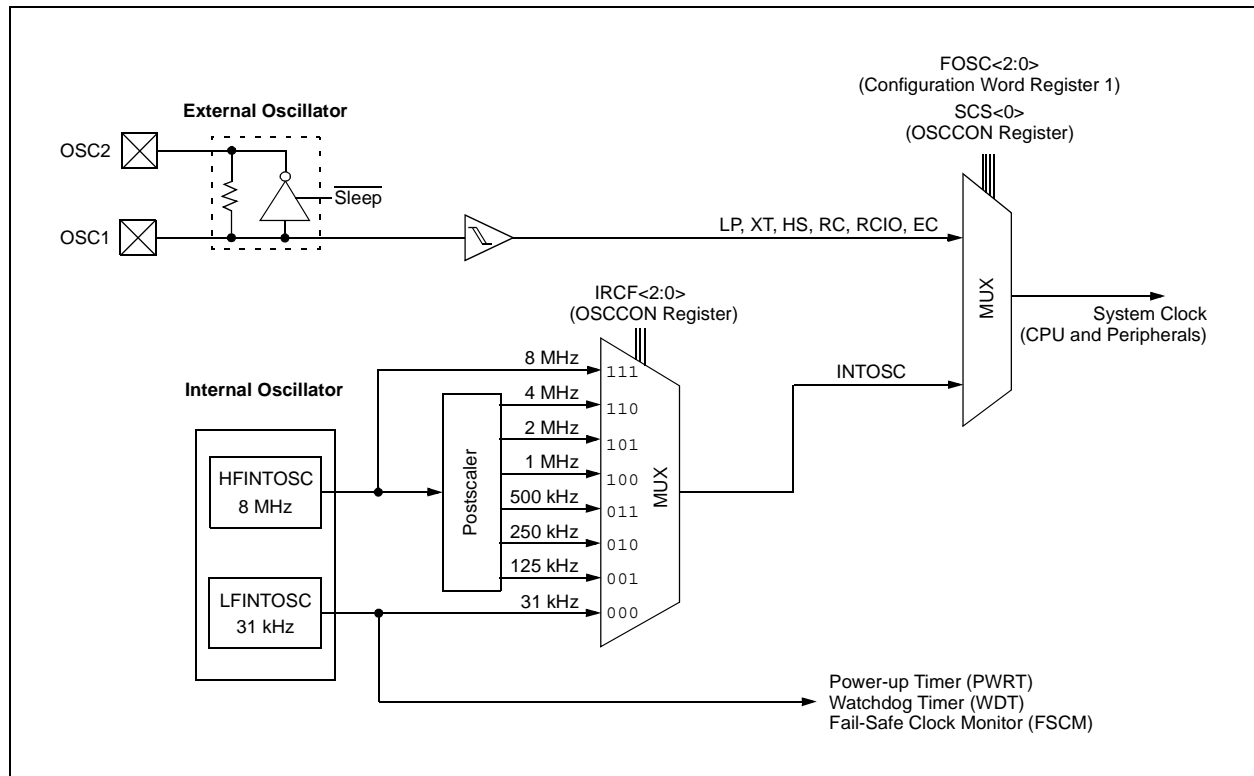 FOSC<2:0>
(Configuration Word Register 1)
SCS<0>
(OSCCON Register)
External Oscillator
OSC2
Sleep
OSC1
LP, XT, HS, RC, RCIO, EC
MUX
System Clock
(CPU and Peripherals)
IRCF<2:0>
(OSCCON Register)
Internal Oscillator
HFINTOSC
8 MHz
LFINTOSC
31 kHz
Postscaler
8 MHz
4 MHz
2 MHz
1 MHz
500 kHz
250 kHz
125 kHz
31 kHz
111
110
101
100
011
010
001
000
MUX
INTOSC
Power-up Timer (PWRT)
Watchdog Timer (WDT)
Fail-Safe Clock Monitor (FSCM)